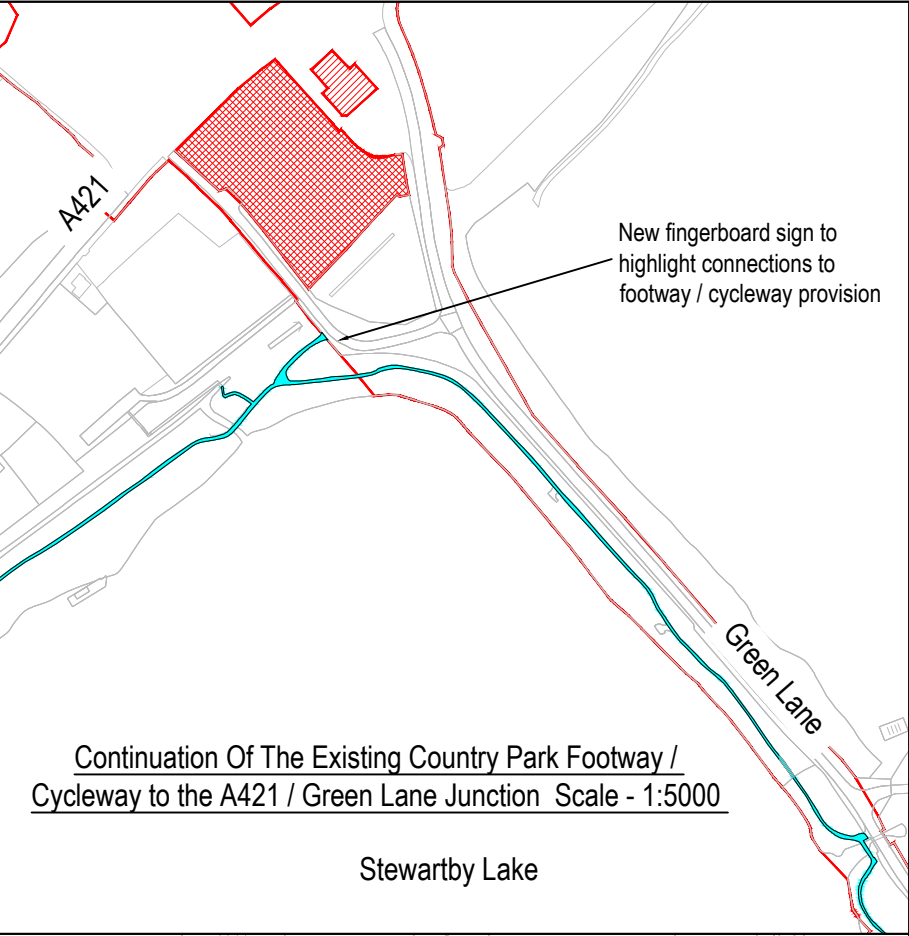 A421
New fingerboard sign to
highlight connections to
footway / cycleway provision
Green Lane
Continuation Of The Existing Country Park Footway /
Cycleway to the A421 / Green Lane Junction Scale - 1:5000
Stewartby Lake